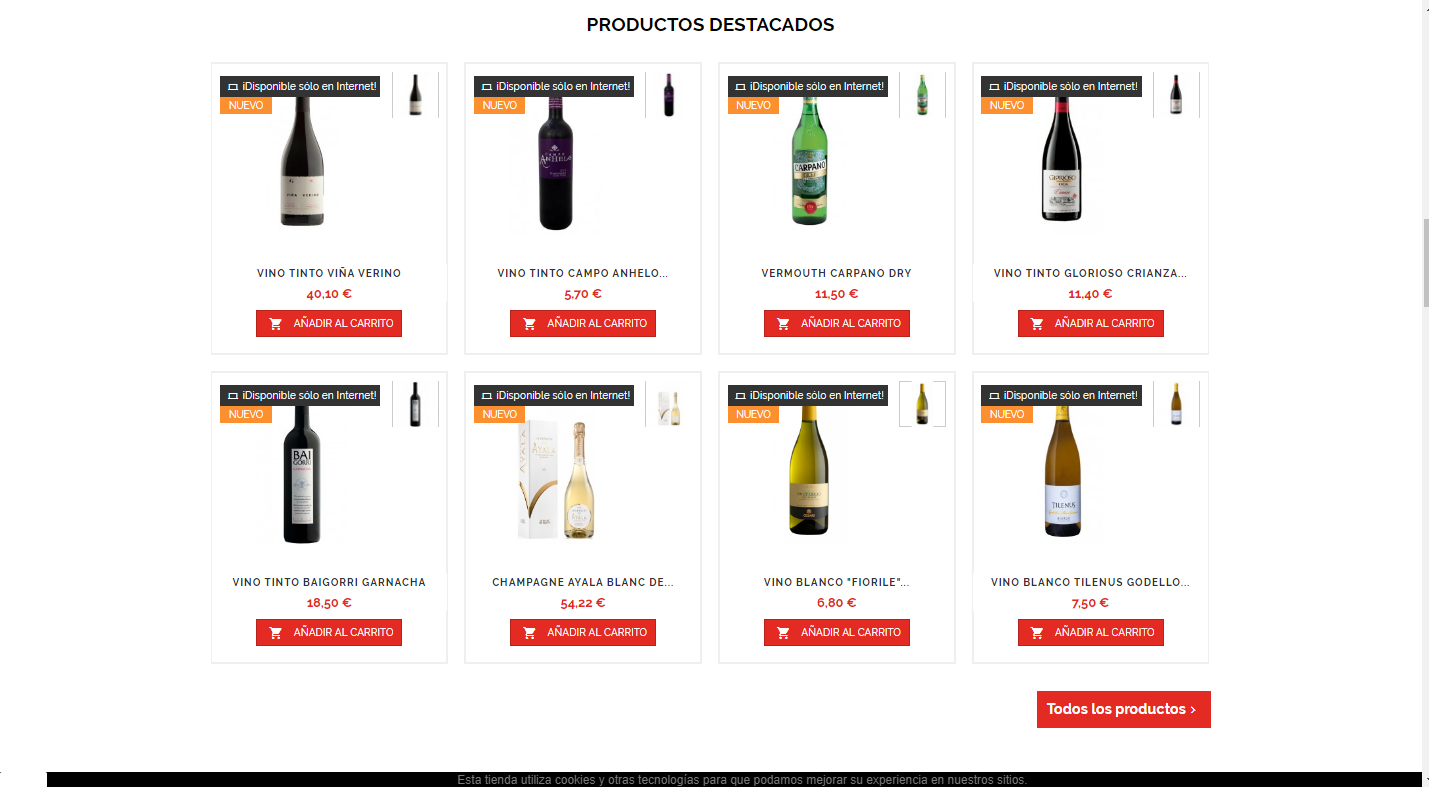 PRODUCTOS DESTACADOS
¡Disponible sólo en Internet!
NUEVO
VIÑA VERINO
VINO TINTO VIÑA VERINO
40,10 €
AÑADIR AL CARRITO
¡Disponible sólo en Internet!
NUEVO
CAMPO
ANHELO
VINO TINTO CAMPO ANHELO...
5,70 €
AÑADIR AL CARRITO
¡Disponible sólo en Internet!
NUEVO
CARPANO
DRY
VERMOUTH CARPANO DRY
11,50 €
AÑADIR AL CARRITO
¡Disponible sólo en Internet!
NUEVO
GLORIOSO
VINO TINTO GLORIOSO CRIANZA...
11,40 €
AÑADIR AL CARRITO
¡Disponible sólo en Internet!
NUEVO
BAI
GORRI
VINO TINTO BAIGORRI GARNACHA
18,50 €
AÑADIR AL CARRITO
¡Disponible sólo en Internet!
NUEVO
AYALA
AYALA
CHAMPAGNE AYALA BLANC DE...
54,22 €
AÑADIR AL CARRITO
¡Disponible sólo en Internet!
NUEVO
VINO BLANCO "FIORILE"...
6,80 €
AÑADIR AL CARRITO
¡Disponible sólo en Internet!
NUEVO
TILENUS
VINO BLANCO TILENUS GODELLO...
7,50 €
AÑADIR AL CARRITO
Todos los productos >
Esta tienda utiliza cookies y otras tecnologías para que podamos mejorar su experiencia en nuestros sitios.